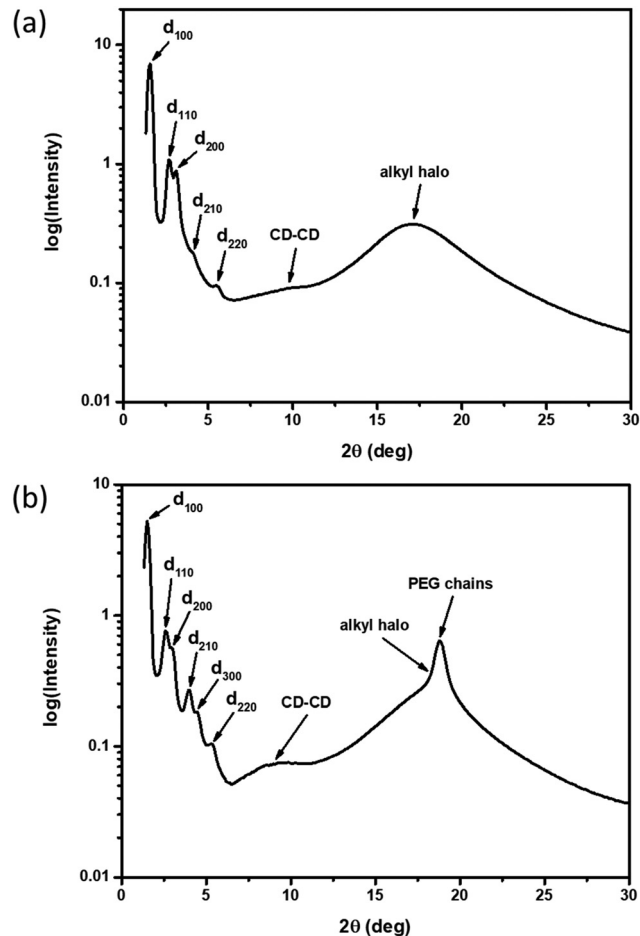 (a)
10
1
0.1
0.01
log(Intensity)
d100
d110
d200
d210
d220
CD-CD
alkyl halo
0 5 10 15 20 25 30
2θ (deg)
(b)
10
1
0.1
0.01
log(Intensity)
d100
d110
d200
d210
d300
d220
CD-CD
alkyl halo
PEG chains
0 5 10 15 20 25 30
2θ (deg)